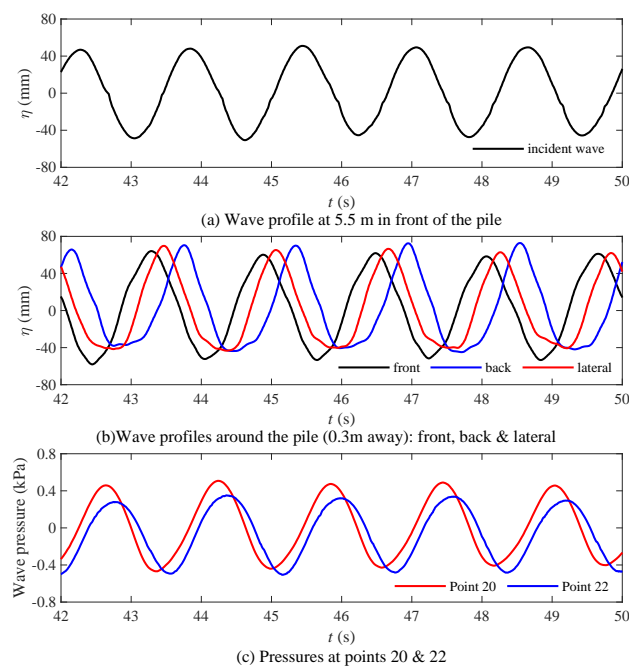 80
40
0
-40
-80
η (mm)
incident wave
42 43 44 45 46 47 48 49 50
t (s)
(a) Wave profile at 5.5 m in front of the pile
80
40
0
-40
-80
η (mm)
front back lateral
42 43 44 45 46 47 48 49 50
t (s)
(b)Wave profiles around the pile (0.3m away): front, back & lateral
0.8
0.4
0
-0.4
-0.8
Wave pressure (kPa)
Point 20 Point 22
42 43 44 45 46 47 48 49 50
t (s)
(c) Pressures at points 20 & 22